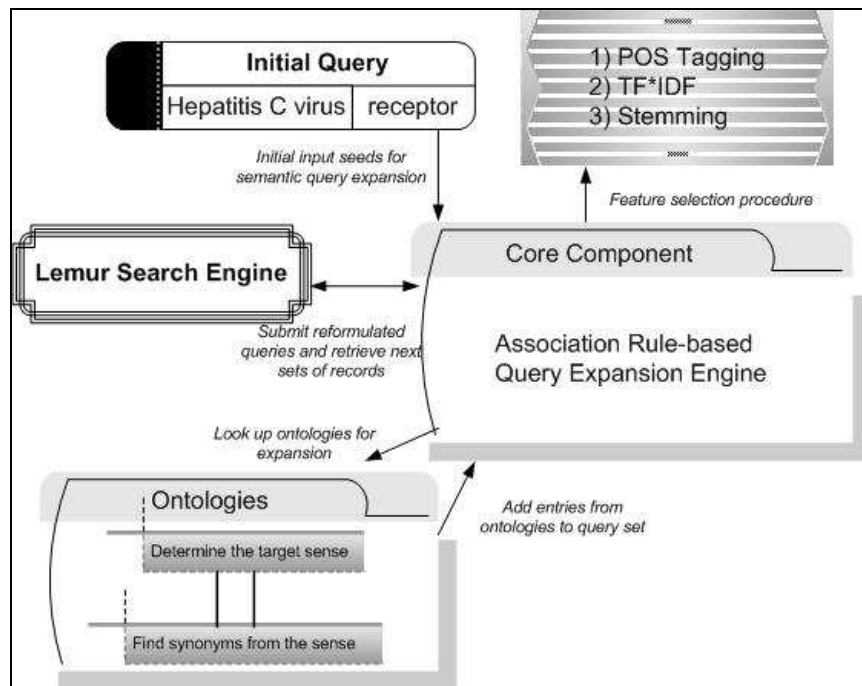 Initial Query
Hepatitis C virus receptor
1) POS Tagging
2) TF*IDF
3) Stemming
Initial input seeds for
semantic query expansion
Feature selection procedure
Lemur Search Engine
Core Component
Submit reformulated
queries and retrieve next
sets of records
Association Rule-based
Query Expansion Engine
Look up ontologies for
expansion
Ontologies
Add entries from
ontologies to query set
Determine the target sense
Find synonyms from the sense